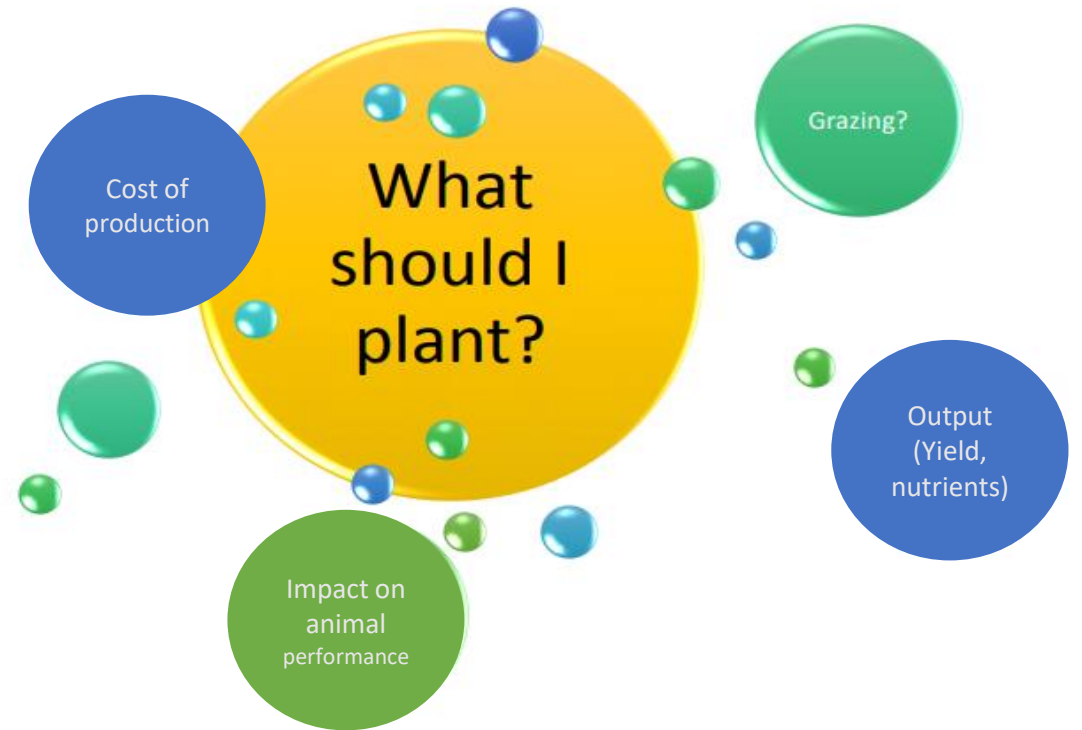 What
should I
plant?
Cost of
production
Grazing?
Output
(Yield,
nutrients)
Impact on
animal
performance